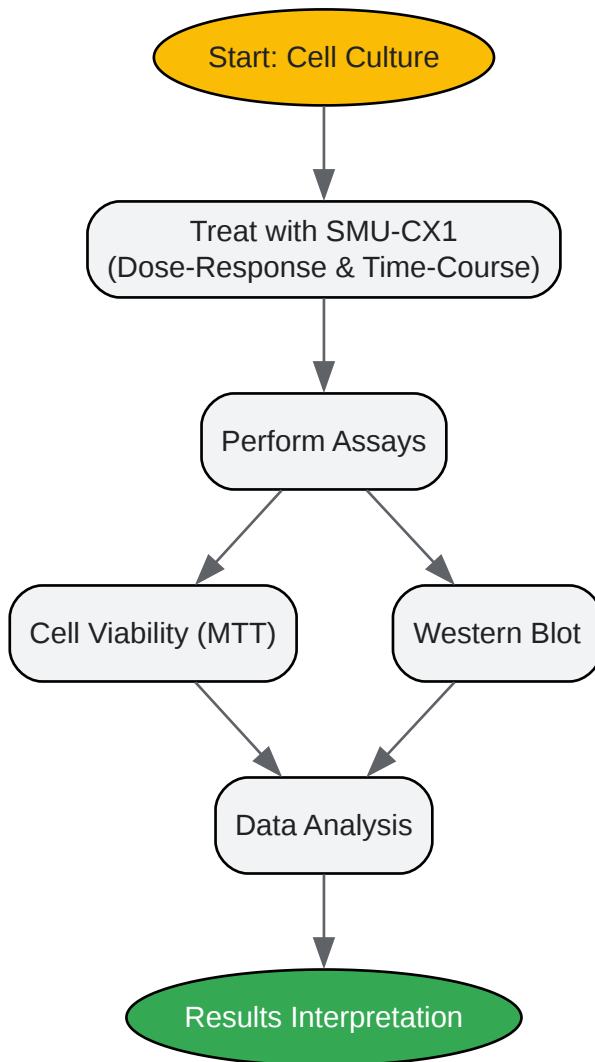 Start: Cell Culture
Treat with SMU-CX1
(Dose-Response & Time-Course)
Perform Assays
Cell Viability (MTT)
Western Blot
Data Analysis
Results Interpretation